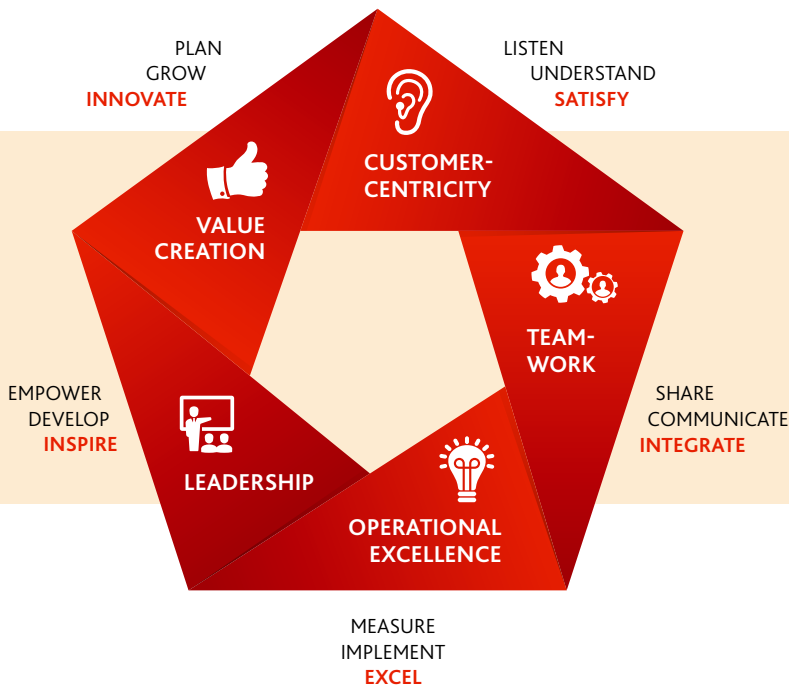 PLAN
GROW
INNOVATE
LISTEN
UNDERSTAND
SATISFY
CUSTOMER-
CENTRICITY
VALUE
CREATION
TEAM-
WORK
EMPOWER
DEVELOP
INSPIRE
SHARE
COMMUNICATE
INTEGRATE
LEADERSHIP
OPERATIONAL
EXCELLENCE
MEASURE
IMPLEMENT
EXCEL